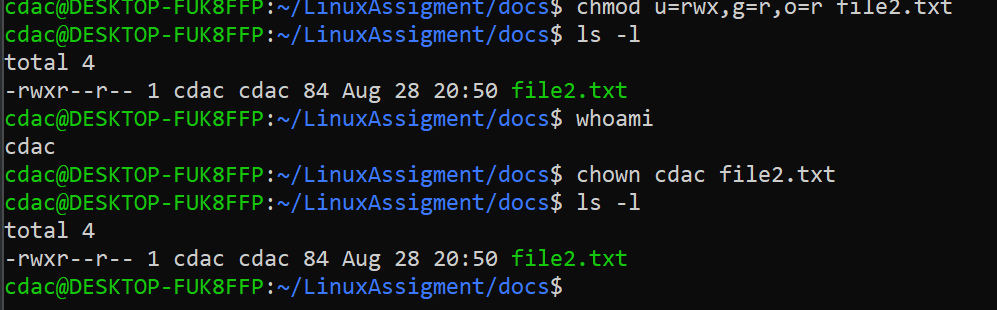 cdac@DESKTOP-FUK8FFP:~/LinuxAssigment/docs$ chmod u=rwx,g=r,o=r file2.txt
cdac@DESKTOP-FUK8FFP:~/LinuxAssigment/docs$ ls -l
total 4
-rwxr--r-- 1 cdac cdac 84 Aug 28 20:50 file2.txt
cdac@DESKTOP-FUK8FFP:~/LinuxAssigment/docs$ whoami
cdac
cdac@DESKTOP-FUK8FFP:~/LinuxAssigment/docs$ chown cdac file2.txt
cdac@DESKTOP-FUK8FFP:~/LinuxAssigment/docs$ ls -l
total 4
-rwxr--r-- 1 cdac cdac 84 Aug 28 20:50 file2.txt
cdac@DESKTOP-FUK8FFP:~/LinuxAssigment/docs$